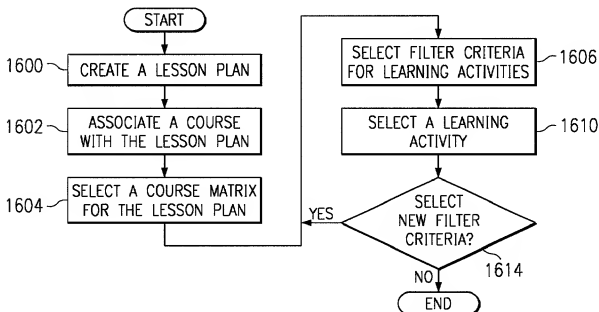 START
1600
CREATE A LESSON PLAN
1602
ASSOCIATE A COURSE
WITH THE LESSON PLAN
1604
SELECT A COURSE MATRIX
FOR THE LESSON PLAN
SELECT FILTER CRITERIA
FOR LEARNING ACTIVITIES
1606
SELECT A LEARNING
ACTIVITY
1610
SELECT
NEW FILTER
CRITERIA?
YES
1614
NO
END